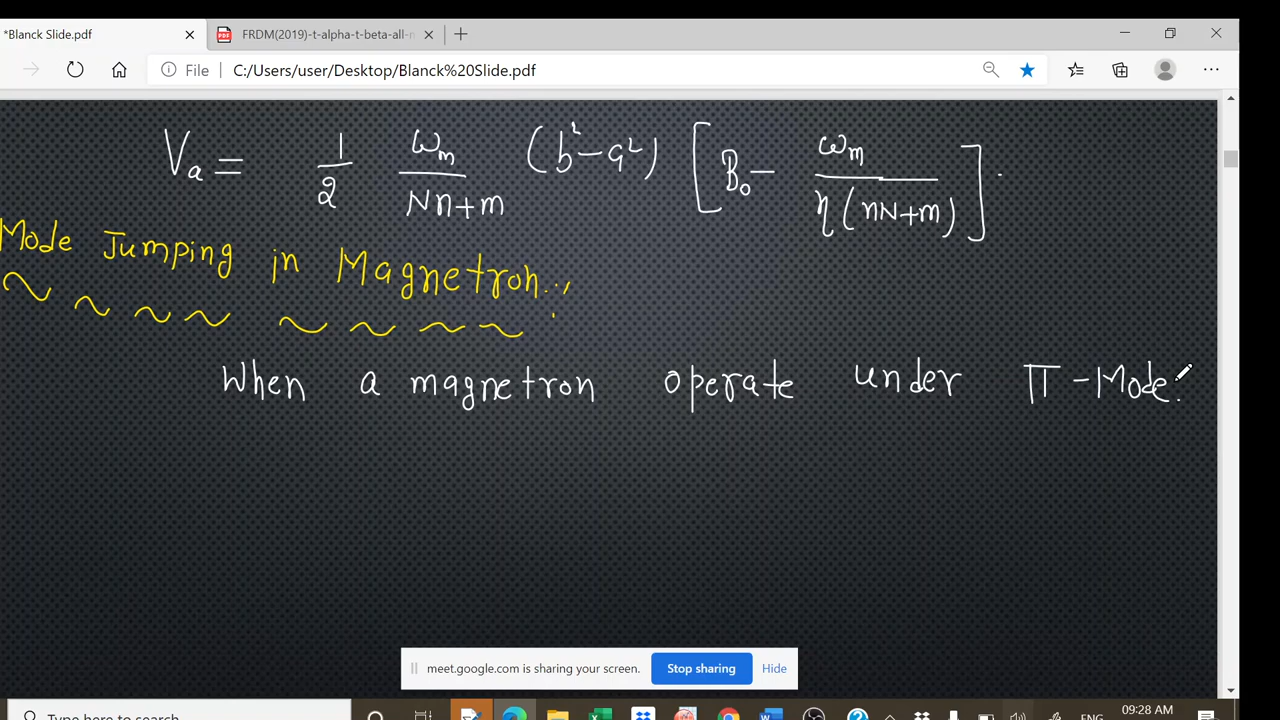 *Blanck Slide.pdf
FRDM(2019)-t-alpha-t-beta-all-n
File C:/Users/user/Desktop/Blanck%20Slide.pdf
Va = 1/2 ωm/(Nn+m) (b²-a²) [B₀ - ωm/(η(nN+m))].
Mode Jumping in Magnetron..,
When a magnetron operate under π-Mode.
meet.google.com is sharing your screen. Stop sharing Hide
Type here to search
ENG
09:28 AM